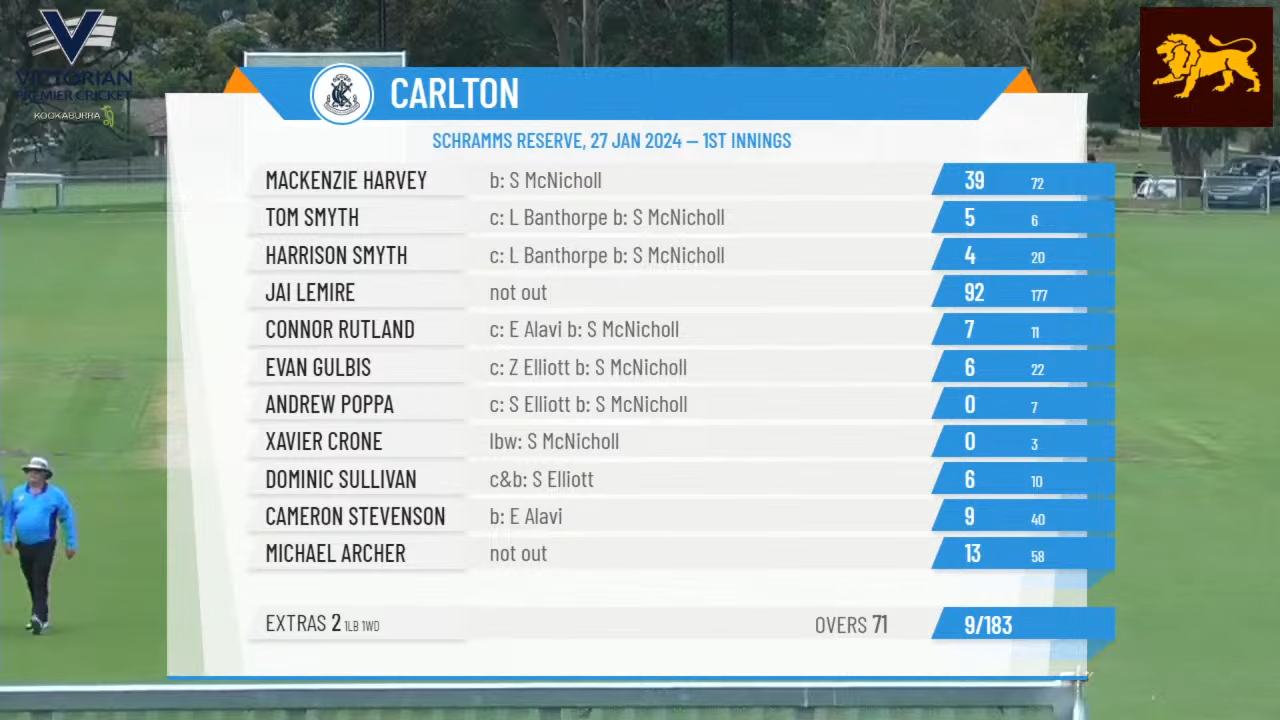 VICTORIAN
PREMIER CRICKET
KOOKABURRA
CARLTON
SCHRAMMS RESERVE, 27 JAN 2024 – 1ST INNINGS
MACKENZIE HARVEY b: S McNicholl 39 72
TOM SMYTH c: L Banthorpe b: S McNicholl 5 6
HARRISON SMYTH c: L Banthorpe b: S McNicholl 4 20
JAI LEMIRE not out 92 177
CONNOR RUTLAND c: E Alavi b: S McNicholl 7 11
EVAN GULBIS c: Z Elliott b: S McNicholl 6 22
ANDREW POPPA c: S Elliott b: S McNicholl 0 7
XAVIER CRONE lbw: S McNicholl 0 3
DOMINIC SULLIVAN c&b: S Elliott 6 10
CAMERON STEVENSON b: E Alavi 9 40
MICHAEL ARCHER not out 13 58
EXTRAS 2 1LB 1WD OVERS 71 9/183